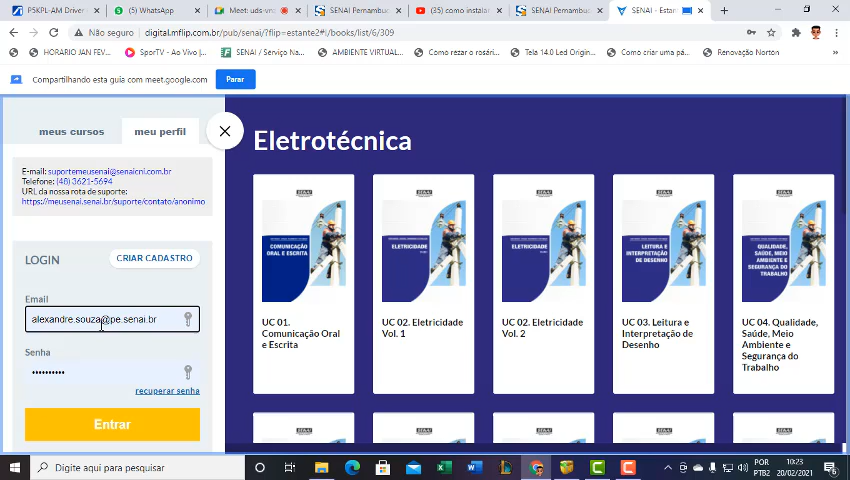 P5KPL-AM Driver
(5) WhatsApp
Meet: uds-vn
SENAI Pernambuc
(35) como instalar
SENAI Pernambuc
SENAI - Estan
Não seguro
digital.mflip.com.br/pub/senai/?flip=estante2#i/books/list/6/309
HORARIO JAN FEV...
SporTV - Ao Vivo |...
SENAI / Serviço Na...
AMBIENTE VIRTUAL...
Como rezar o rosári...
Tela 14.0 Led Origin...
Como criar uma pá...
Renovação Norton
Compartilhando esta guia com meet.google.com
Parar
meus cursos
meu perfil
E-mail: suportemeusenai@senaicni.com.br
Telefone: (48) 3621-5694
URL da nossa rota de suporte:
https://meusenai.senai.br/suporte/contato/anonimo
LOGIN
CRIAR CADASTRO
Email
alexandre.souza@pe.senai.br
Senha
••••••••••
recuperar senha
Entrar
Eletrotécnica
COMUNICAÇÃO
ORAL E ESCRITA
ELETRICIDADE
ELETRICIDADE
LEITURA E
INTERPRETAÇÃO
DE DESENHO
QUALIDADE,
SAÚDE, MEIO
AMBIENTE E
SEGURANÇA DO
TRABALHO
UC 01.
Comunicação Oral
e Escrita
UC 02. Eletricidade
Vol. 1
UC 02. Eletricidade
Vol. 2
UC 03. Leitura e
Interpretação de
Desenho
UC 04. Qualidade,
Saúde, Meio
Ambiente e
Segurança do
Trabalho
Digite aqui para pesquisar
POR
PTB2
10:23
20/02/2021